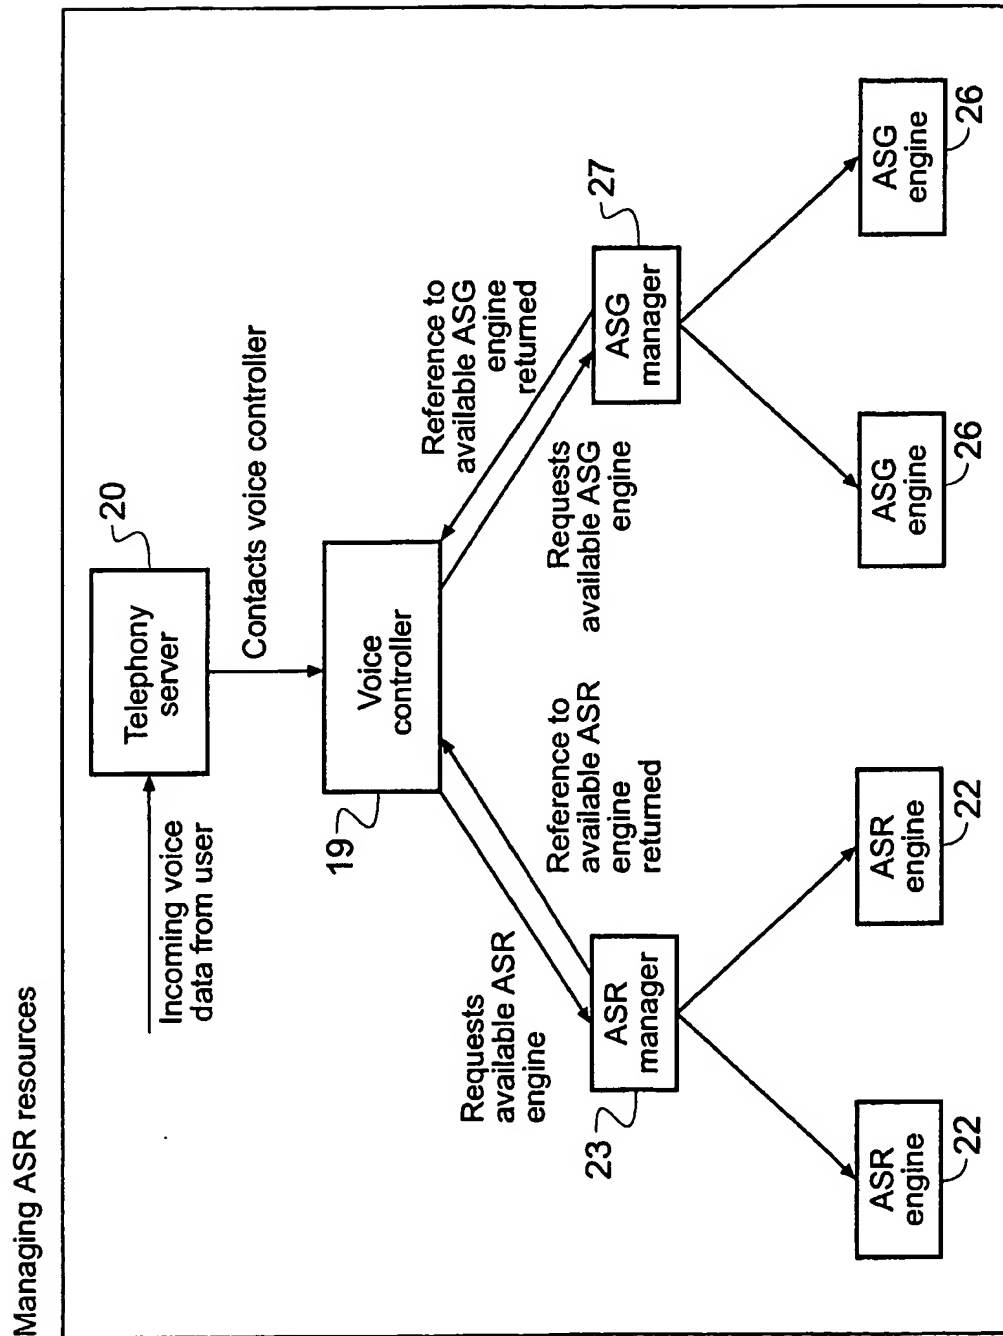 Managing ASR resources
Incoming voice
data from user
Telephony
server
20
Contacts voice controller
19
Voice
controller
Requests
available ASR
engine
Reference to
available ASR
engine
returned
Reference to
available ASG
engine
returned
Requests
available ASG
engine
23
ASR
manager
27
ASG
manager
ASR
engine
22
ASR
engine
22
ASG
engine
26
ASG
engine
26